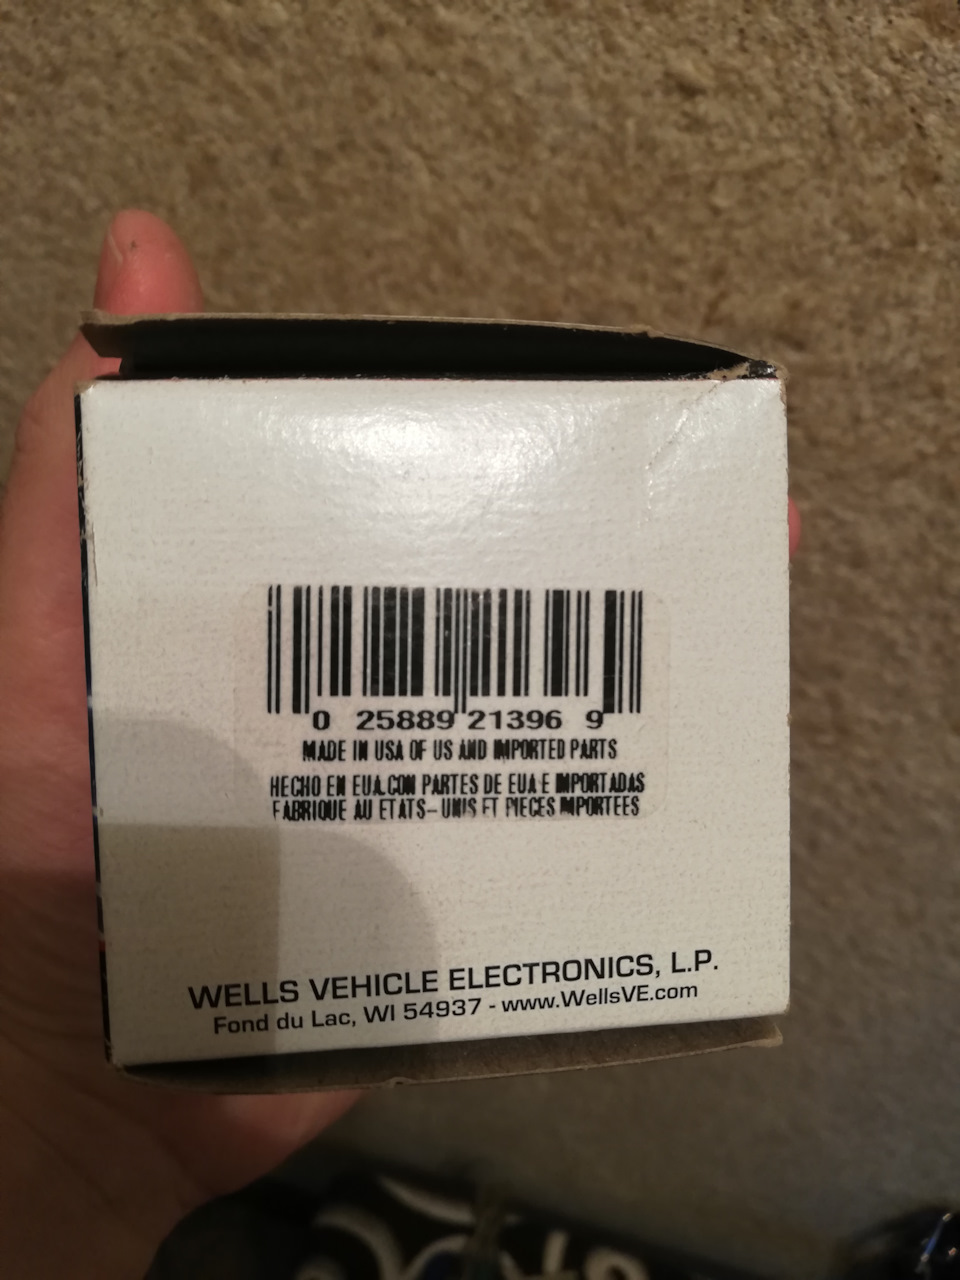 0 25889 21396 9
MADE IN USA OF US AND IMPORTED PARTS
HECHO EN EUA.CON PARTES DE EUA E IMPORTADAS
FABRIQUE AU ETATS-UNIS ET PIECES IMPORTEES
WELLS VEHICLE ELECTRONICS, L.P.
Fond du Lac, WI 54937 - www.WellsVE.com